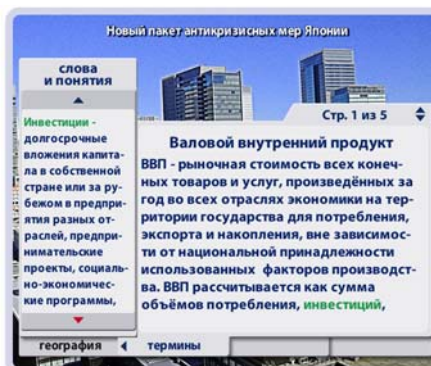 Новый пакет антикризисных мер Японии
слова
и понятия
Инвестиции -
долгосрочные
вложения капита-
ла в собственной
стране или за ру-
бежом в предпри-
ятия разных от-
раслей, предпри-
нимательские
проекты, социаль-
но-экономичес-
кие программы,
Стр. 1 из 5
Валовой внутренний продукт
ВВП - рыночная стоимость всех конеч-
ных товаров и услуг, произведённых за
год во всех отраслях экономики на тер-
ритории государства для потребления,
экспорта и накопления, вне зависимос-
ти от национальной принадлежности
использованных факторов производст-
ва. ВВП рассчитывается как сумма
объёмов потребления, инвестиций,
география
термины